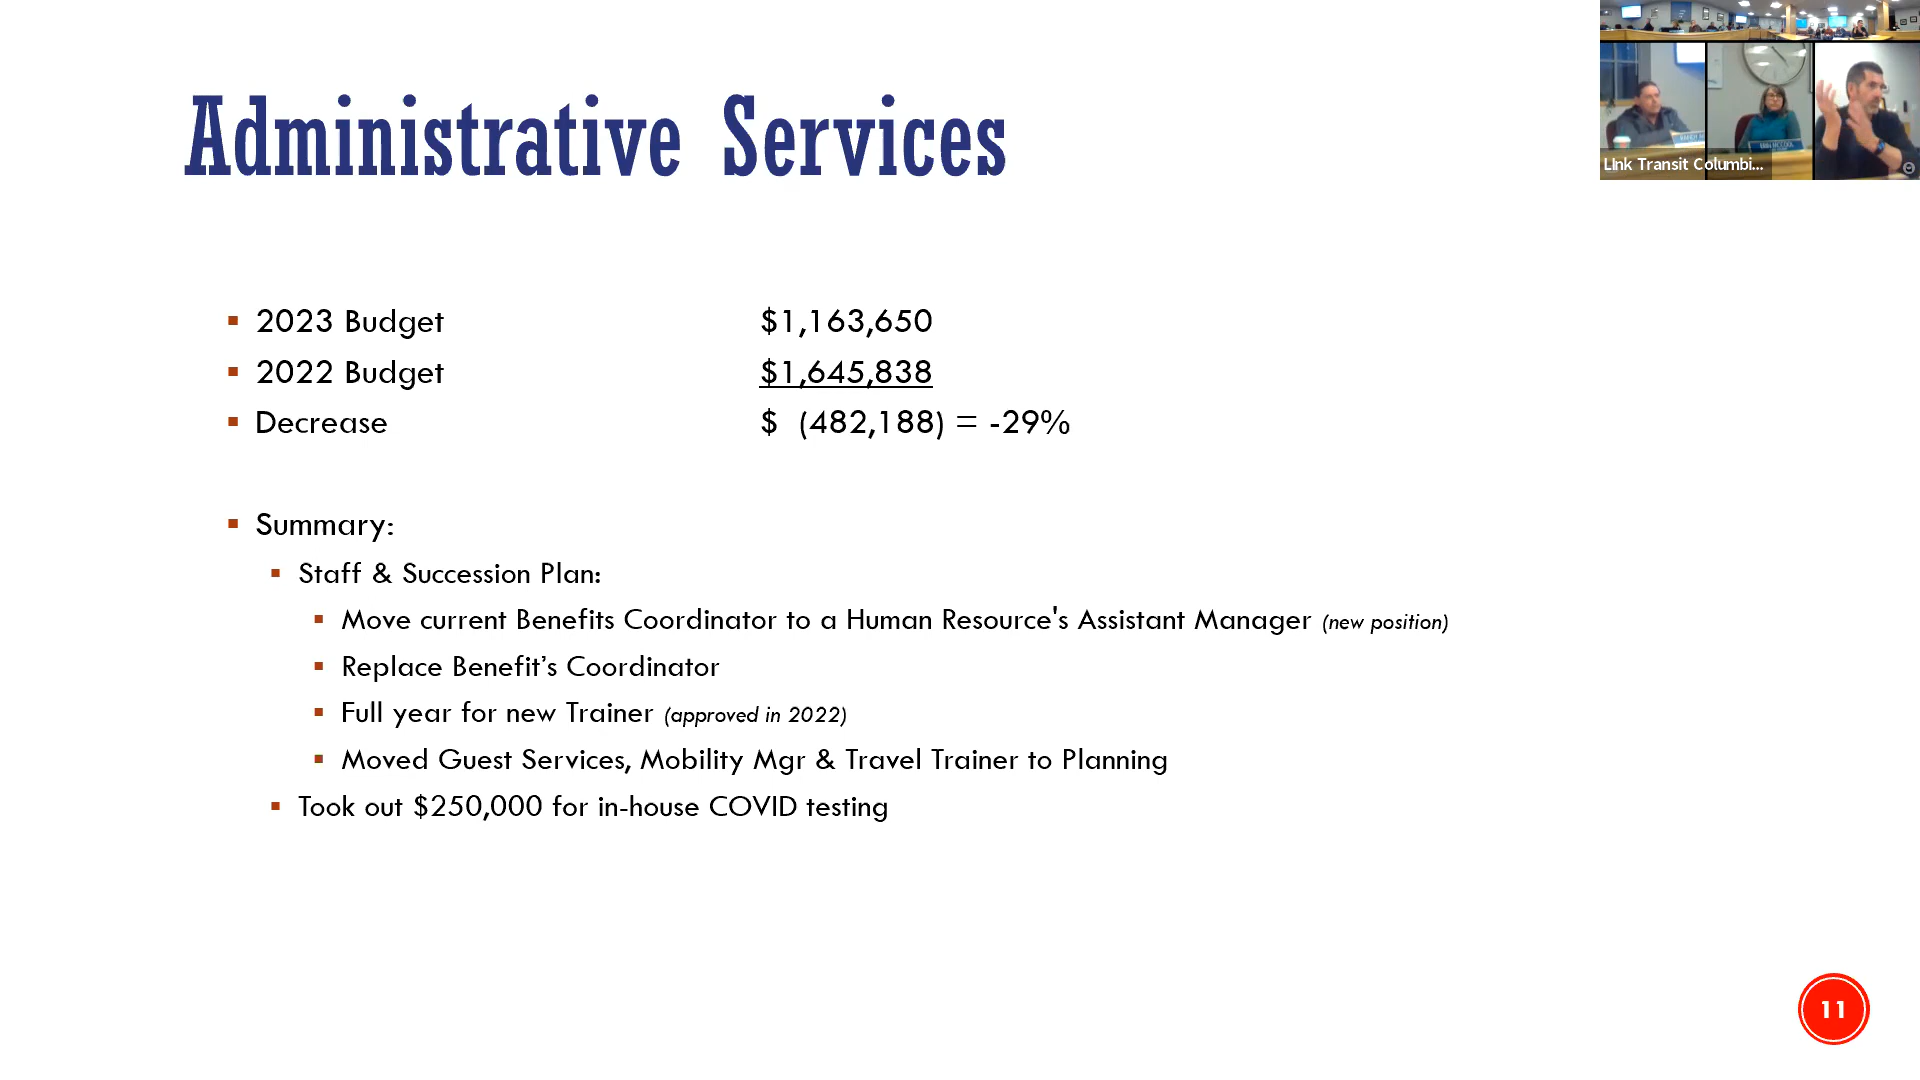 Administrative Services
2023 Budget $1,163,650
2022 Budget $1,645,838
Decrease $ (482,188) = -29%
Summary:
Staff & Succession Plan:
Move current Benefits Coordinator to a Human Resource's Assistant Manager (new position)
Replace Benefit’s Coordinator
Full year for new Trainer (approved in 2022)
Moved Guest Services, Mobility Mgr & Travel Trainer to Planning
Took out $250,000 for in-house COVID testing
11
LInk Transit Columbi...